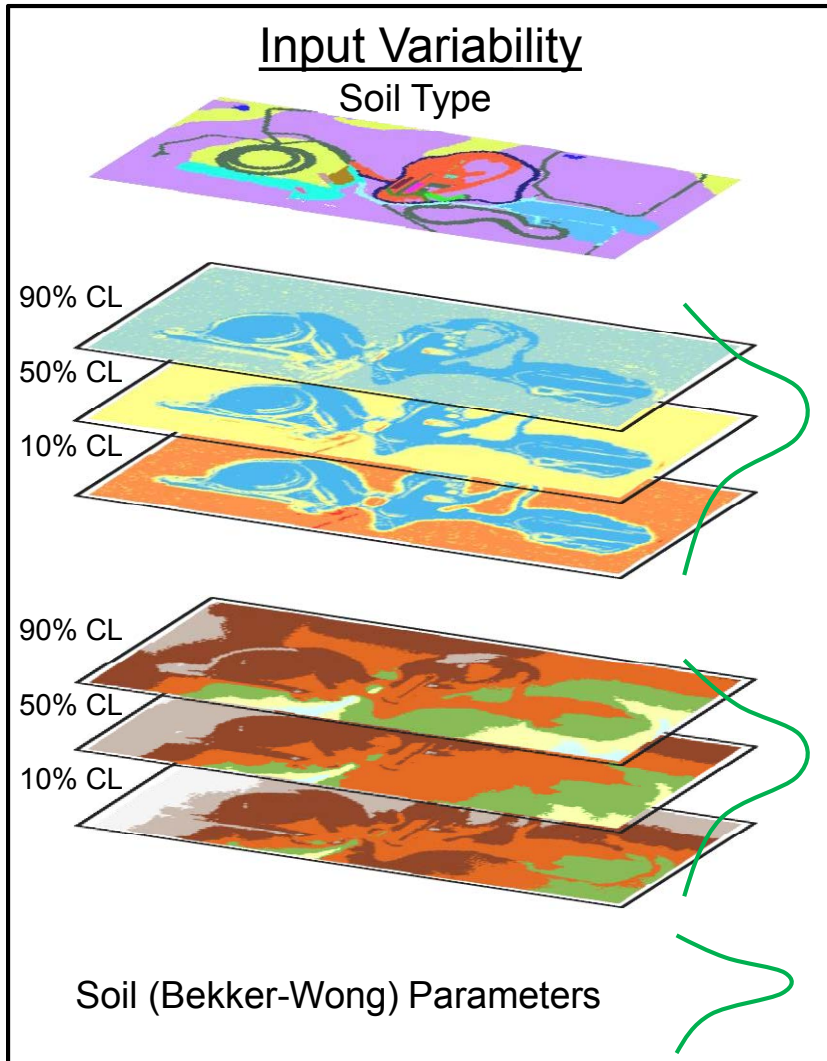 Input Variability
Soil Type
90% CL
50% CL
10% CL
90% CL
50% CL
10% CL
Soil (Bekker-Wong) Parameters